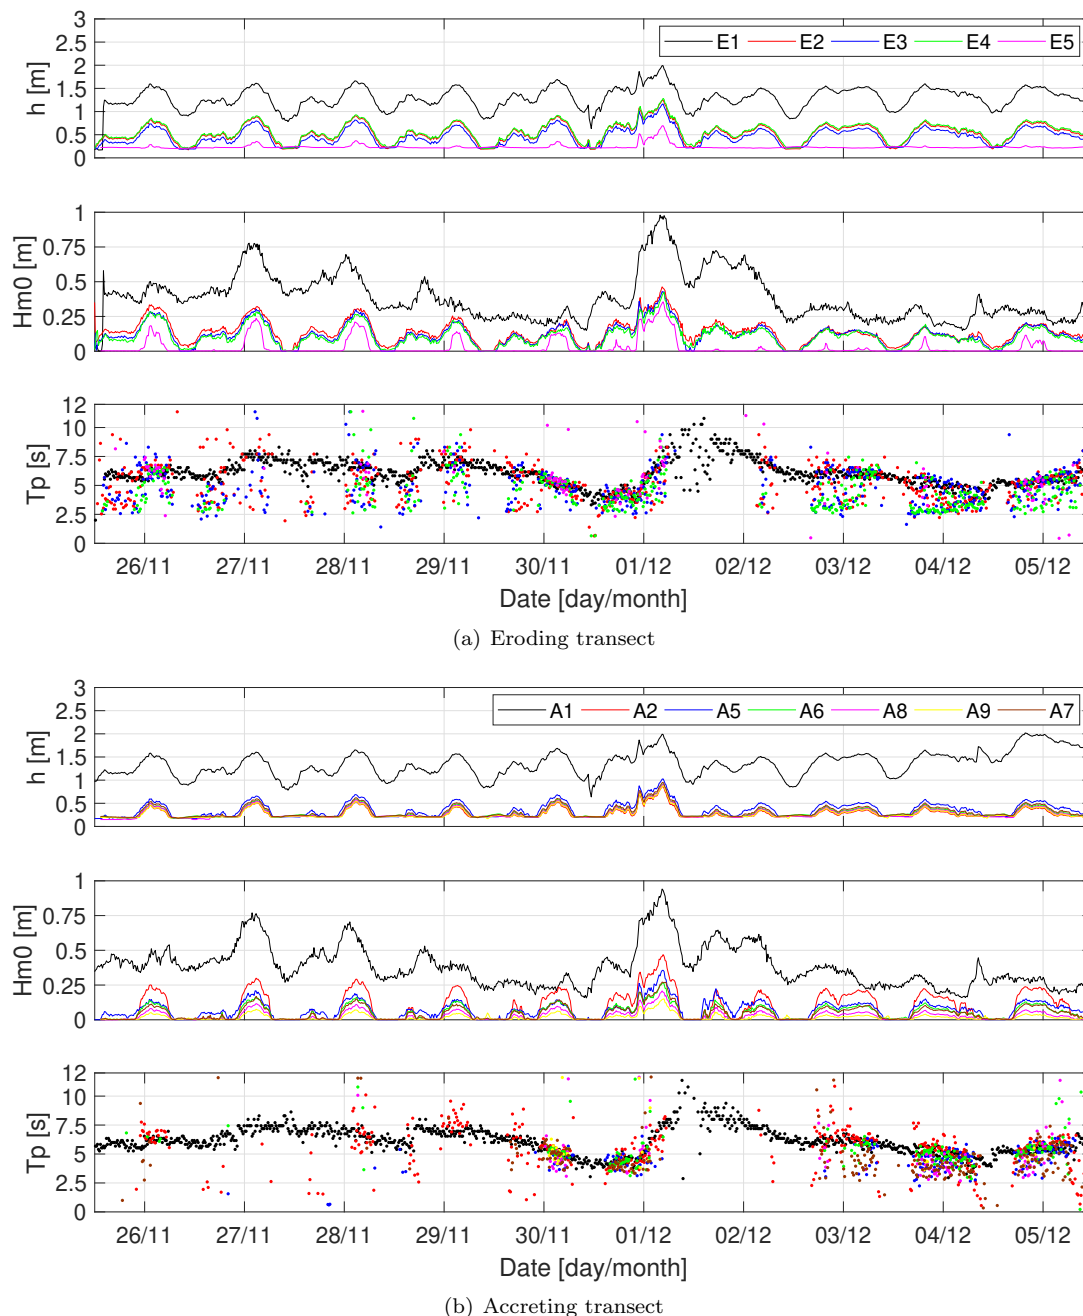 3
2.5
2
1.5
1
0.5
0
h [m]
E1 E2 E3 E4 E5
1
0.75
0.5
0.25
0
Hm0 [m]
12
10
7.5
5
2.5
0
Tp [s]
26/11 27/11 28/11 29/11 30/11 01/12 02/12 03/12 04/12 05/12
Date [day/month]
(a) Eroding transect
3
2.5
2
1.5
1
0.5
0
h [m]
A1 A2 A5 A6 A8 A9 A7
1
0.75
0.5
0.25
0
Hm0 [m]
12
10
7.5
5
2.5
0
Tp [s]
26/11 27/11 28/11 29/11 30/11 01/12 02/12 03/12 04/12 05/12
Date [day/month]
(b) Accreting transect